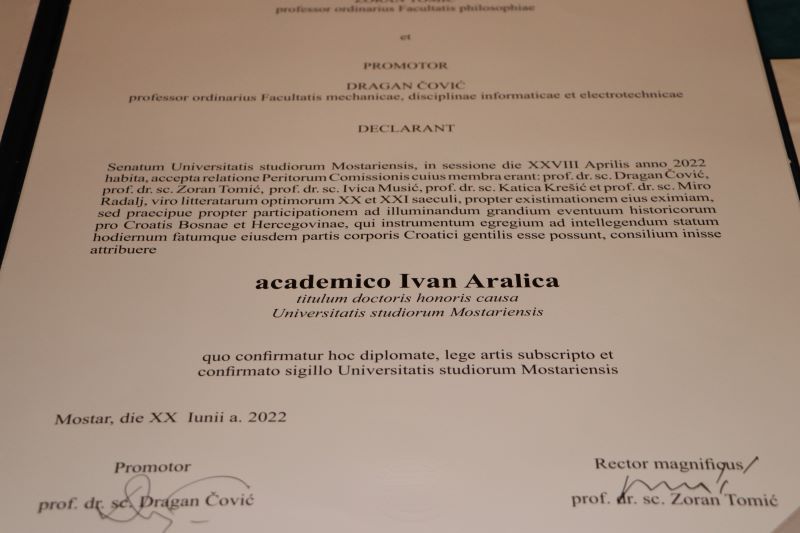 ZORAN TOMIĆ
professor ordinarius Facultatis philosophiae
et
PROMOTOR
DRAGAN ČOVIĆ
professor ordinarius Facultatis mechanicae, disciplinae informaticae et electrotechnicae
DECLARANT
Senatum Universitatis studiorum Mostariensis, in sessione die XXVIII Aprilis anno 2022
habita, accepta relatione Peritorum Comissionis cuius membra erant: prof. dr. sc. Dragan Čović,
prof. dr. sc. Zoran Tomić, prof. dr. sc. Ivica Musić, prof. dr. sc. Katica Krešić et prof. dr. sc. Miro
Radalj, viro litteratarum optimorum XX et XXI saeculi, propter existimationem eius eximiam,
sed praecipue propter participationem ad illuminandum grandium eventuum historicorum
pro Croatis Bosnae et Hercegovinae, qui instrumentum egregium ad intellegendum statum
hodiernum fatumque eiusdem partis corporis Croatici gentilis esse possunt, consilium inisse
attribuere
academico Ivan Aralica
titulum doctoris honoris causa
Universitatis studiorum Mostariensis
quo confirmatur hoc diplomate, lege artis subscripto et
confirmato sigillo Universitatis studiorum Mostariensis
Mostar, die XX Iunii a. 2022
Promotor
prof. dr. sc. Dragan Čović
Rector magnifiqus
prof. dr. sc. Zoran Tomić